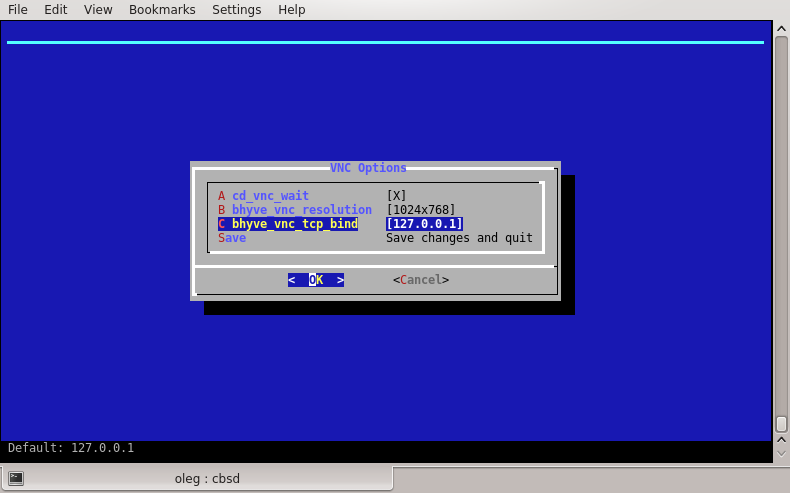 File Edit View Bookmarks Settings Help
VNC Options
A cd_vnc_wait [X]
B bhyve_vnc_resolution [1024x768]
C bhyve_vnc_tcp_bind [127.0.0.1]
Save Save changes and quit
< OK > <Cancel>
Default: 127.0.0.1
oleg : cbsd